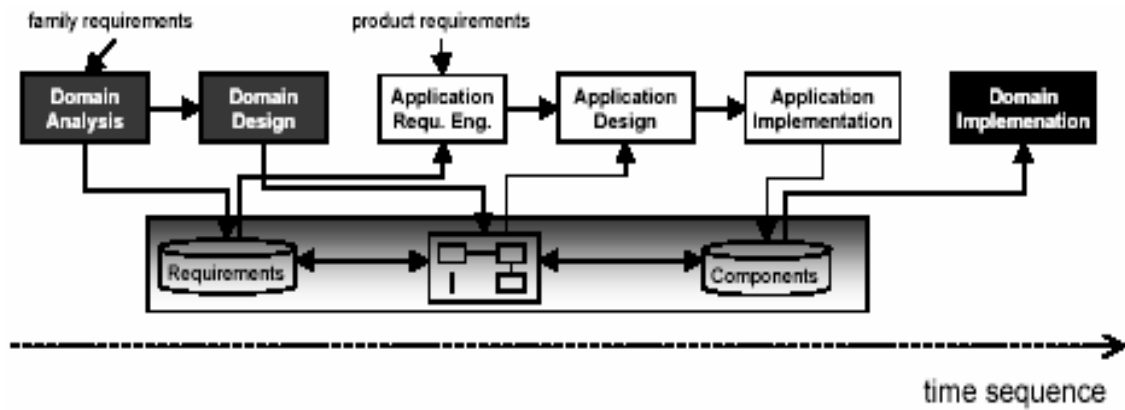 family requirements
product requirements
Domain
Analysis
Domain
Design
Application
Requ. Eng.
Application
Design
Application
Implementation
Domain
Implemenation
Requirements
Components
time sequence